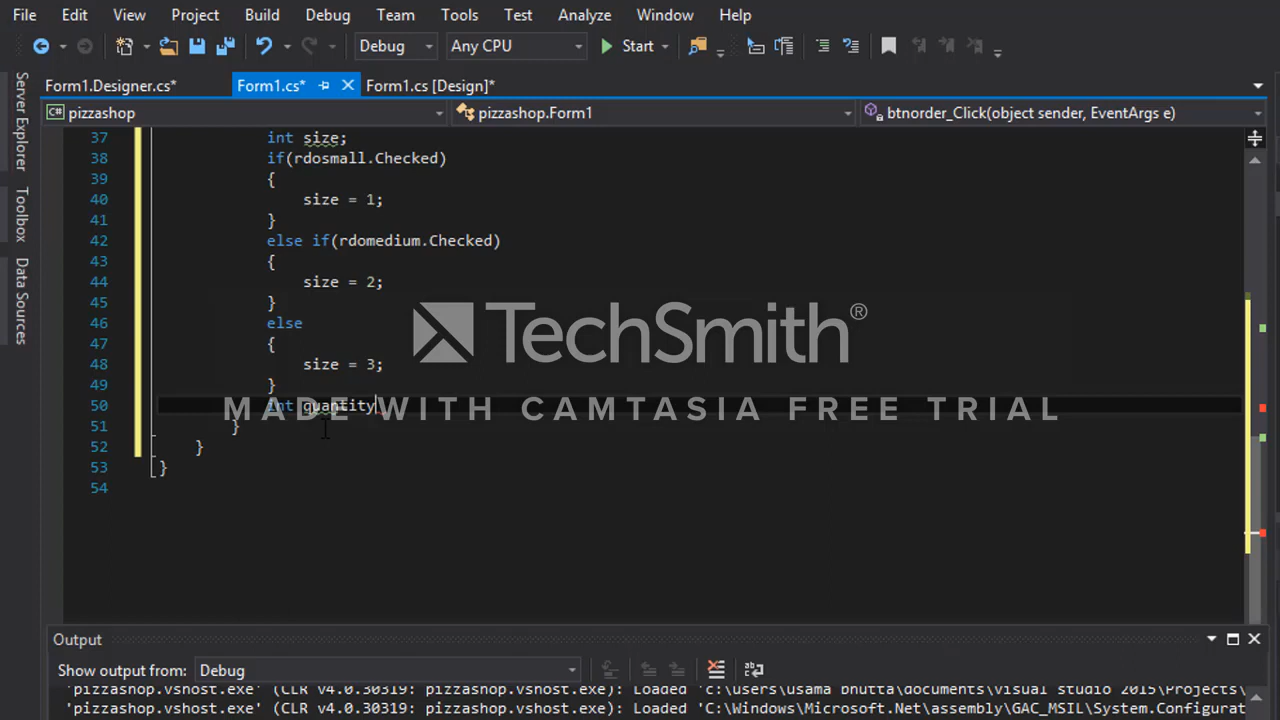 File Edit View Project Build Debug Team Tools Test Analyze Window Help
Debug Any CPU Start
Form1.Designer.cs* Form1.cs* Form1.cs [Design]*
C# pizzashop pizzashop.Form1 btnorder_Click(object sender, EventArgs e)
Server Explorer
Toolbox
Data Sources
37 int size;
38 if(rdosmall.Checked)
39 {
40 size = 1;
41 }
42 else if(rdomedium.Checked)
43 {
44 size = 2;
45 }
46 else
47 {
48 size = 3;
49 }
50 int quantity
51 }
52 }
53 }
54
TechSmith®
MADE WITH CAMTASIA FREE TRIAL
Output
Show output from: Debug
'pizzashop.vshost.exe' (CLR v4.0.30319: pizzashop.vshost.exe): Loaded 'c:\users\usama bhutta\documents\visual studio 2015\Projects\
'pizzashop.vshost.exe' (CLR v4.0.30319: pizzashop.vshost.exe): Loaded 'C:\Windows\Microsoft.Net\assembly\GAC_MSIL\System.Configurat